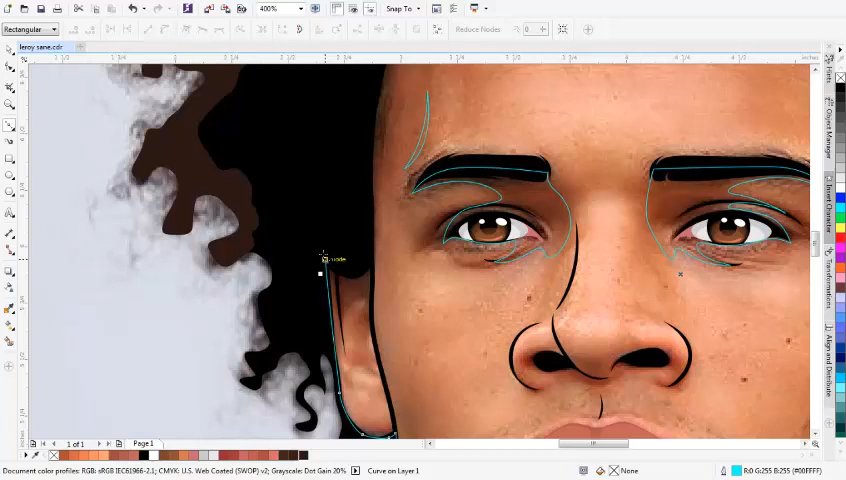 400%
Snap To
Rectangular
Reduce Nodes
0
leroy sane.cdr
inches
Hints
Object Manager
Insert Character
Transformations
Align and Distribute
node
1 of 1
Page 1
Document color profiles: RGB: sRGB IEC61966-2.1; CMYK: U.S. Web Coated (SWOP) v2; Grayscale: Dot Gain 20%
Curve on Layer 1
None
R:0 G:255 B:255 (#00FFFF)